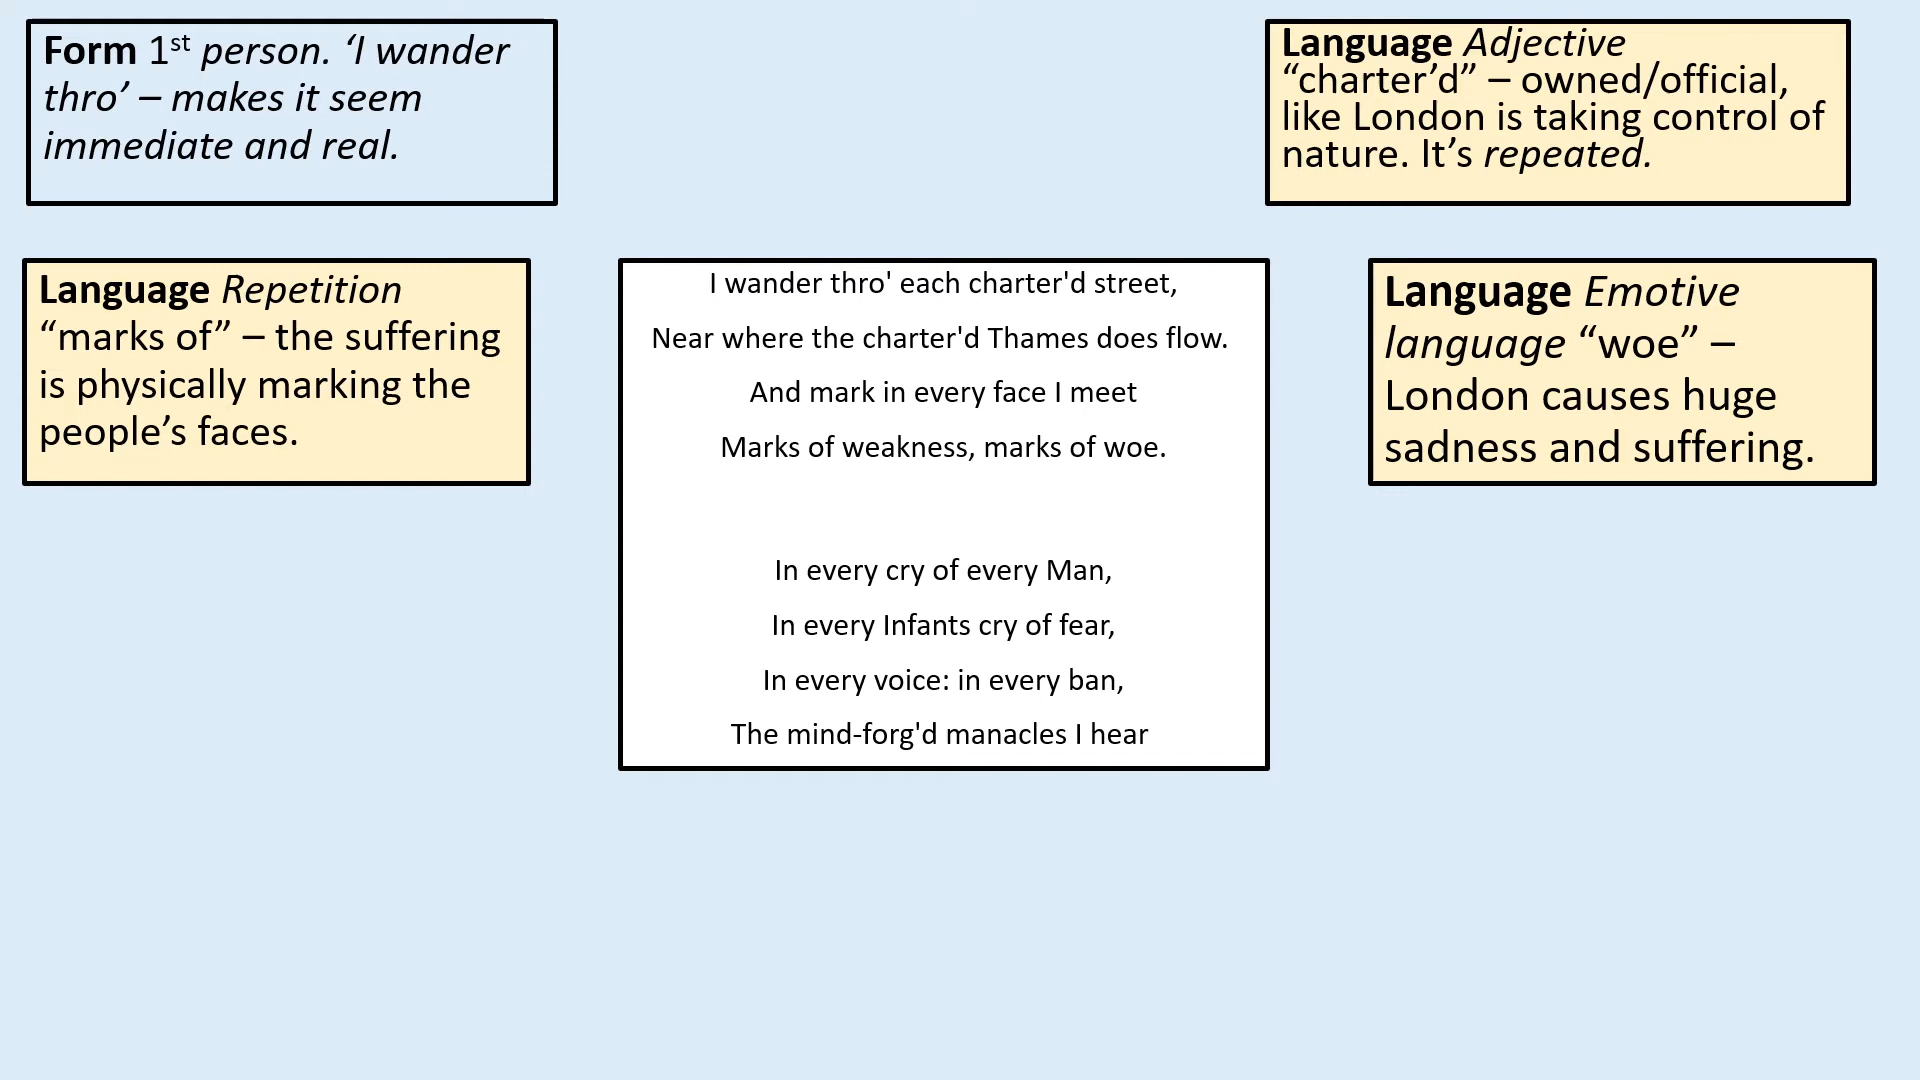 Form 1st person. ‘I wander
thro’ – makes it seem
immediate and real.
Language Adjective
“charter’d” – owned/official,
like London is taking control of
nature. It’s repeated.
Language Repetition
“marks of” – the suffering
is physically marking the
people’s faces.
I wander thro' each charter'd street,
Near where the charter'd Thames does flow.
And mark in every face I meet
Marks of weakness, marks of woe.
In every cry of every Man,
In every Infants cry of fear,
In every voice: in every ban,
The mind-forg'd manacles I hear
Language Emotive
language “woe” –
London causes huge
sadness and suffering.